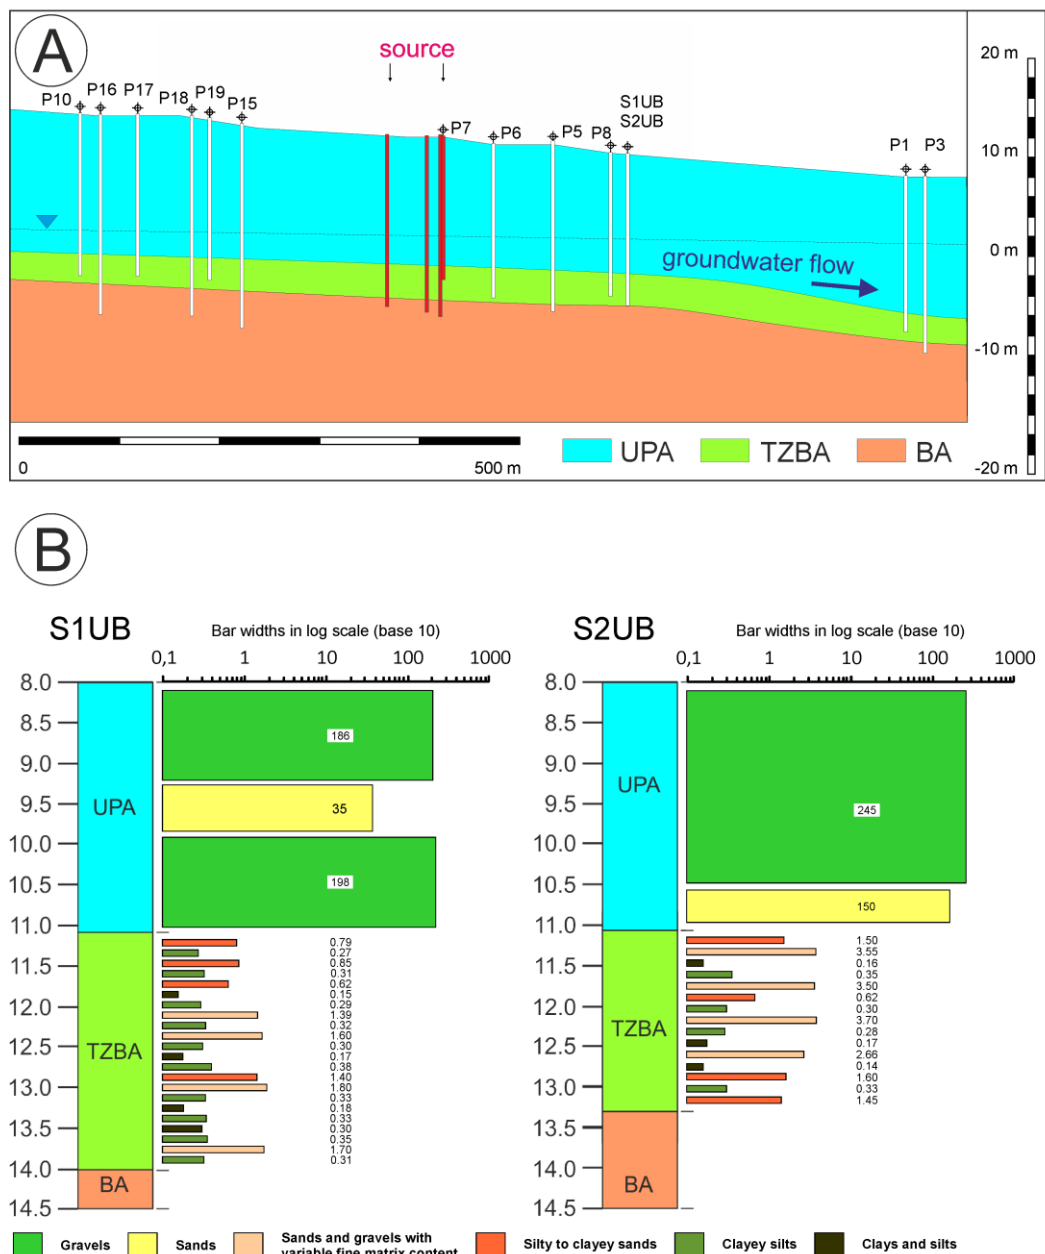 A
source
20 m
P10 P16 P17 P18 P19 P15
P7
P6
P5
P8
S1UB
S2UB
P1 P3
10 m
0 m
groundwater flow
-10 m
0 500 m
UPA TZBA BA
-20 m
B
S1UB
Bar widths in log scale (base 10)
0,1 1 10 100 1000
8.0
8.5
186
9.0
UPA
9.5
35
10.0
10.5
198
11.0
0.79
0.27
11.5
0.85
0.31
0.62
0.15
12.0
0.29
1.39
0.32
1.60
TZBA
12.5
0.30
0.17
0.38
1.40
13.0
1.80
0.33
0.18
0.33
13.5
0.30
0.35
1.70
0.31
14.0
BA
14.5
S2UB
Bar widths in log scale (base 10)
0,1 1 10 100 1000
8.0
8.5
9.0
UPA
9.5
245
10.0
10.5
150
11.0
1.50
3.55
0.16
11.5
0.35
3.50
0.62
12.0
0.30
3.70
0.28
TZBA
0.17
12.5
2.66
0.14
1.60
13.0
0.33
1.45
13.5
14.0
BA
14.5
Gravels
Sands
Sands and gravels with
variable fine matrix content
Silty to clayey sands
Clayey silts
Clays and silts